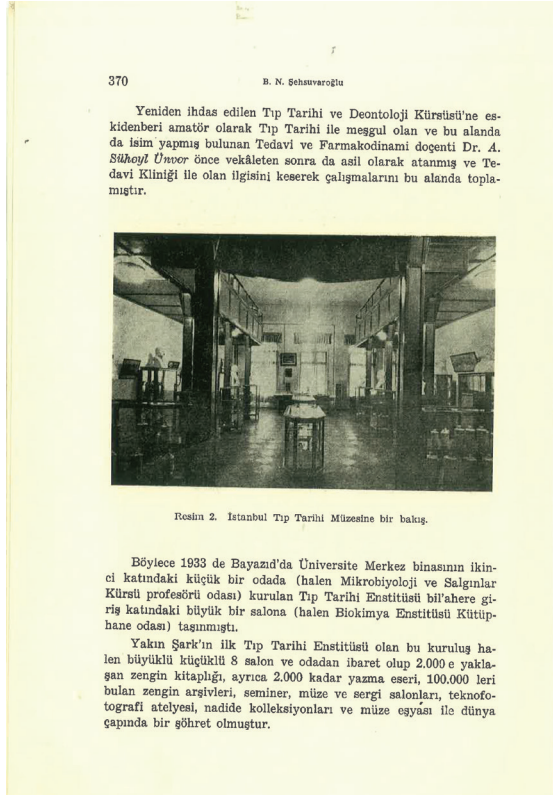 370
B. N. Şehsuvaroğlu
Yeniden ihdas edilen Tıp Tarihi ve Deontoloji Kürsüsü'ne es-
kidenberi amatör olarak Tıp Tarihi ile meşgul olan ve bu alanda
da isim yapmış bulunan Tedavi ve Farmakodinami doçenti Dr. A.
Süheyl Ünver önce vekâleten sonra da asil olarak atanmış ve Te-
davi Kliniği ile olan ilgisini keserek çalışmalarını bu alanda topla-
mıştır.
Resim 2. İstanbul Tıp Tarihi Müzesine bir bakış.
Böylece 1933 de Bayazıd'da Üniversite Merkez binasının ikin-
ci katındaki küçük bir odada (halen Mikrobiyoloji ve Salgınlar
Kürsü profesörü odası) kurulan Tıp Tarihi Enstitüsü bil'ahere gi-
riş katındaki büyük bir salona (halen Biokimya Enstitüsü Kütüp-
hane odası) taşınmıştı.
Yakın Şark'ın ilk Tıp Tarihi Enstitüsü olan bu kuruluş ha-
len büyüklü küçüklü 8 salon ve odadan ibaret olup 2.000 e yakla-
şan zengin kitaplığı, ayrıca 2.000 kadar yazma eseri, 100.000 leri
bulan zengin arşivleri, seminer, müze ve sergi salonları, teknofo-
tografi atelyesi, nadide kolleksiyonları ve müze eşyası ile dünya
çapında bir şöhret olmuştur.